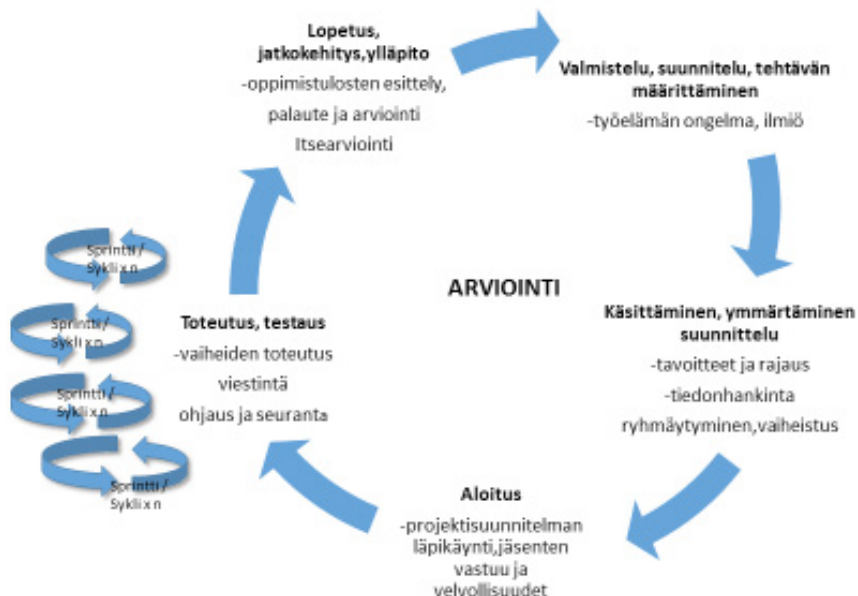 Lopetus,
jatkokehitys,ylläpito
-oppimistulosten esittely,
palaute ja arviointi
Itsearviointi
Valmistelu, suunnitelu, tehtävän
määrittäminen
-työelämän ongelma, ilmiö
Käsittäminen, ymmärtäminen
suunnittelu
-tavoitteet ja rajaus
-tiedonhankinta
ryhmäytyminen,vaiheistus
Aloitus
-projektisuunnitelman
läpikäynti,jäsenten
vastuu ja
velvollisuudet
Toteutus, testaus
-vaiheiden toteutus
viestintä
ohjaus ja seuranta
Sprintti /
Sykli x n
Sprintti /
Sykli x n
Sprintti /
Sykli x n
Sprintti /
Sykli x n
ARVIOINTI